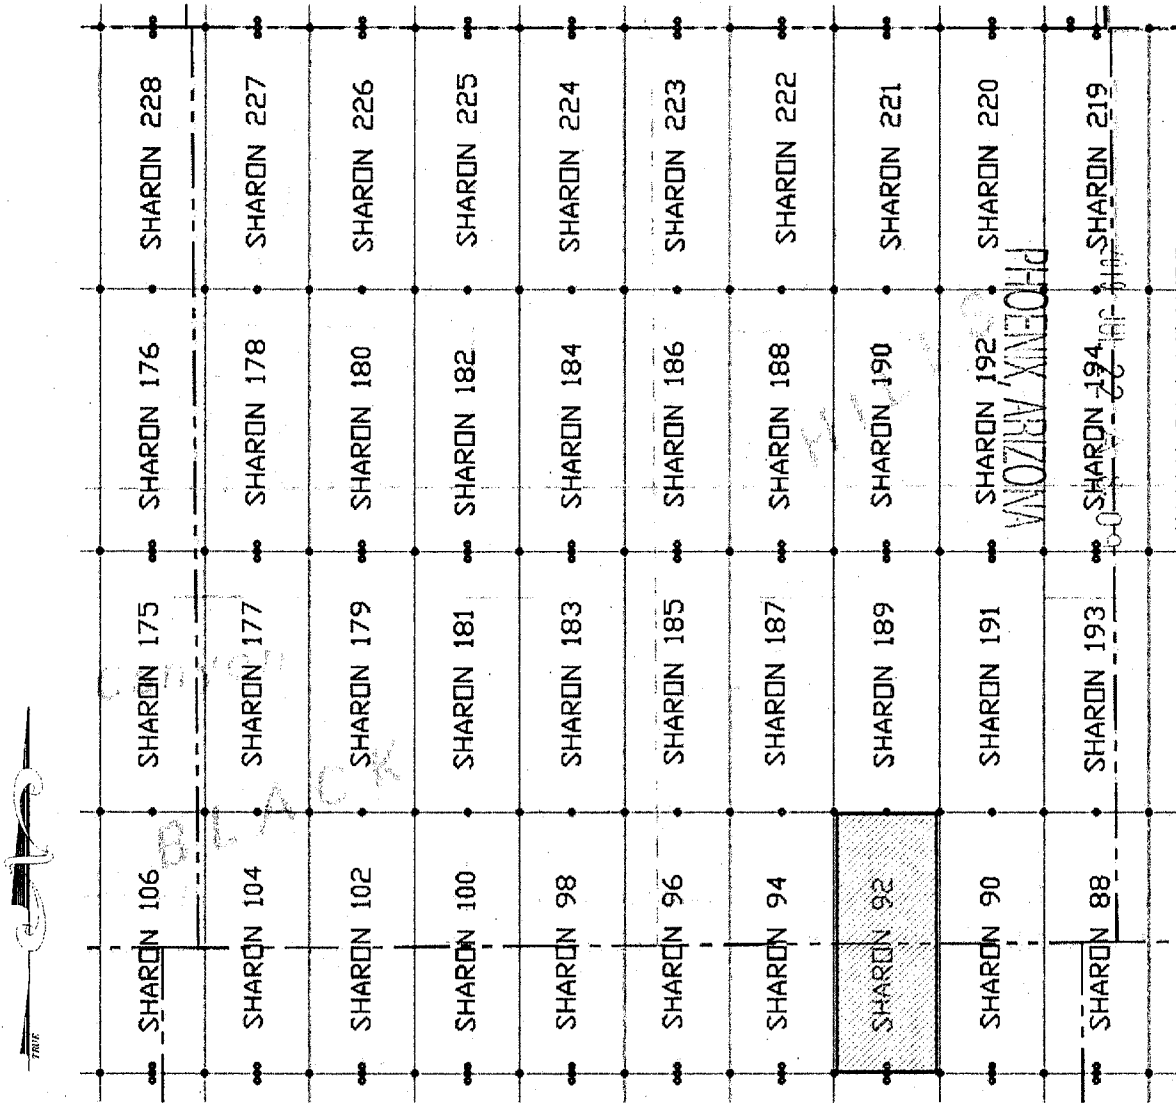 SHARON 228
SHARON 227
SHARON 226
SHARON 225
SHARON 224
SHARON 223
SHARON 222
SHARON 221
SHARON 220
SHARON 219
SHARON 176
SHARON 178
SHARON 180
SHARON 182
SHARON 184
SHARON 186
SHARON 188
SHARON 190
SHARON 192
SHARON 194
PHOENIX, ARIZONA
HILLS
SHARON 175
SHARON 177
SHARON 179
SHARON 181
SHARON 183
SHARON 185
SHARON 187
SHARON 189
SHARON 191
SHARON 193
CANYON
BLACK
SHARON 106
SHARON 104
SHARON 102
SHARON 100
SHARON 98
SHARON 96
SHARON 94
SHARON 92
SHARON 90
SHARON 88
TRUE